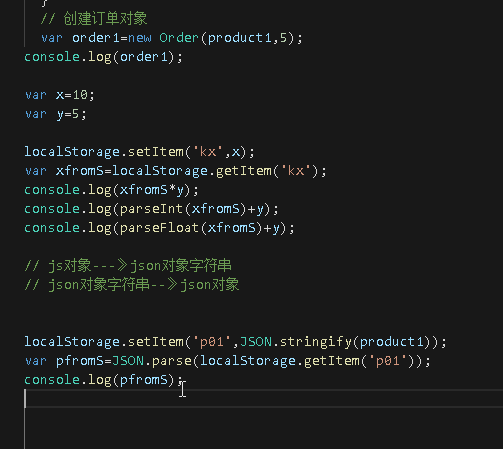 }
// 创建订单对象
var order1=new Order(product1,5);
console.log(order1);
var x=10;
var y=5;
localStorage.setItem('kx',x);
var xfromS=localStorage.getItem('kx');
console.log(xfromS*y);
console.log(parseInt(xfromS)+y);
console.log(parseFloat(xfromS)+y);
// js对象---》json对象字符串
// json对象字符串--》json对象
localStorage.setItem('p01',JSON.stringify(product1));
var pfromS=JSON.parse(localStorage.getItem('p01'));
console.log(pfromS);